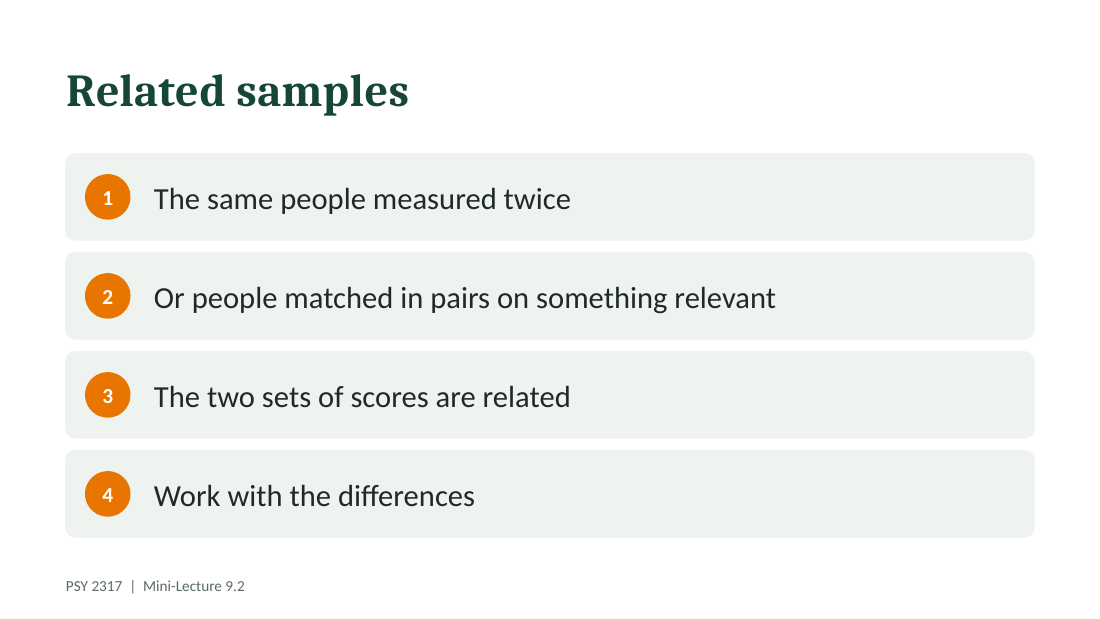 Related samples
1 The same people measured twice
2 Or people matched in pairs on something relevant
3 The two sets of scores are related
4 Work with the differences
PSY 2317 | Mini-Lecture 9.2